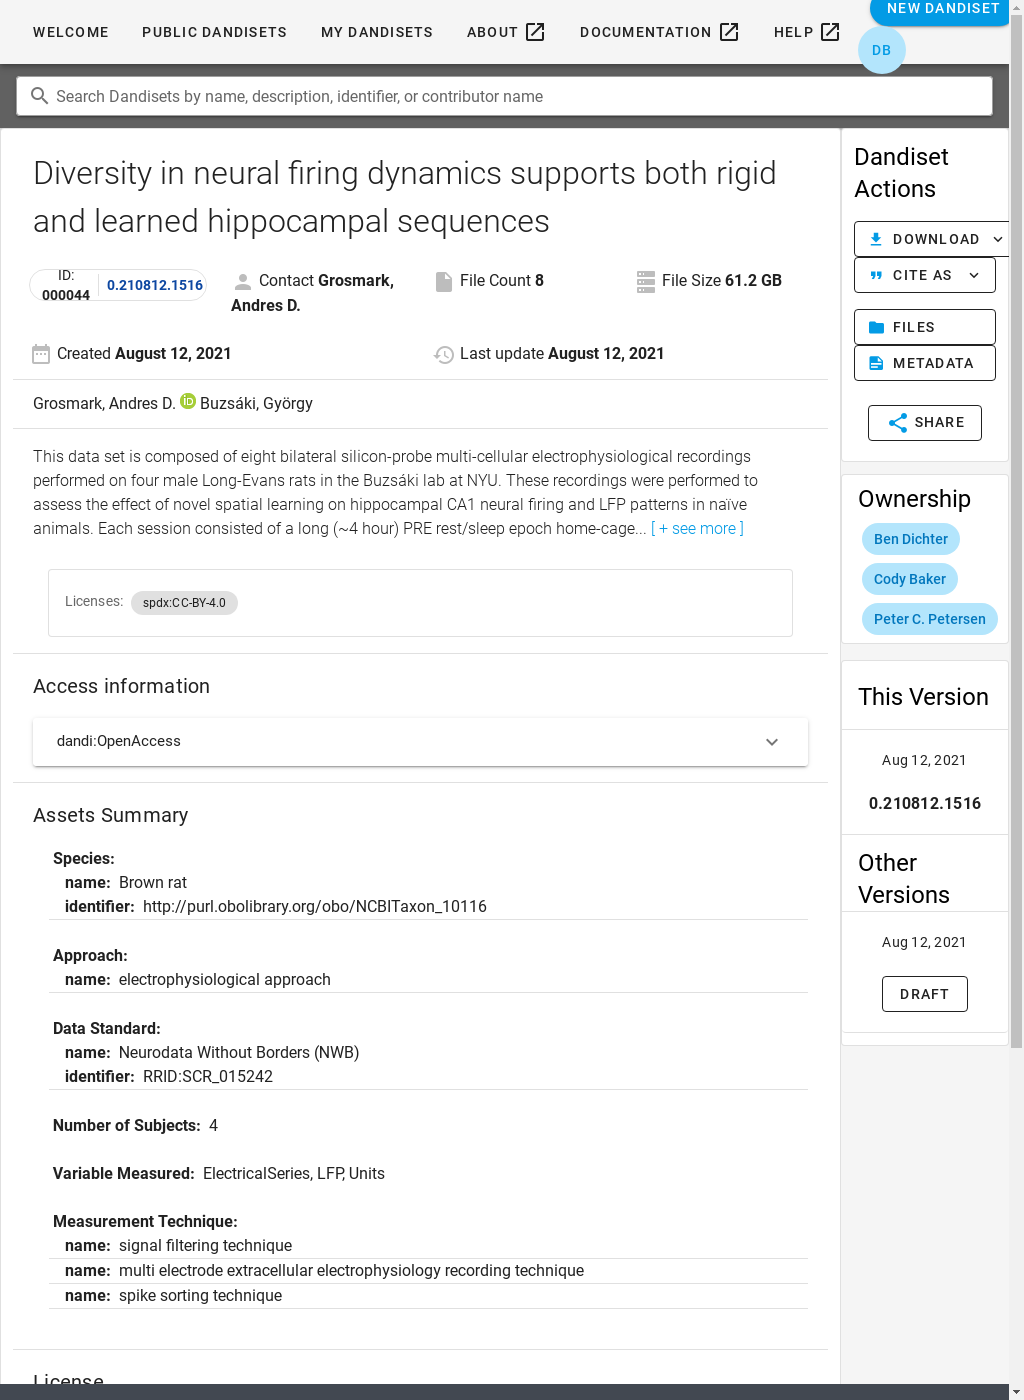 NEW DANDISET
WELCOME PUBLIC DANDISETS MY DANDISETS ABOUT DOCUMENTATION HELP
DB
Search Dandisets by name, description, identifier, or contributor name
Diversity in neural firing dynamics supports both rigid
and learned hippocampal sequences
ID:
000044
0.210812.1516
Contact Grosmark,
Andres D.
File Count 8
File Size 61.2 GB
Created August 12, 2021
Last update August 12, 2021
Grosmark, Andres D. iD Buzsáki, György
This data set is composed of eight bilateral silicon-probe multi-cellular electrophysiological recordings
performed on four male Long-Evans rats in the Buzsáki lab at NYU. These recordings were performed to
assess the effect of novel spatial learning on hippocampal CA1 neural firing and LFP patterns in naïve
animals. Each session consisted of a long (~4 hour) PRE rest/sleep epoch home-cage... [ + see more ]
Licenses: spdx:CC-BY-4.0
Access information
dandi:OpenAccess
Assets Summary
Species:
name: Brown rat
identifier: http://purl.obolibrary.org/obo/NCBITaxon_10116
Approach:
name: electrophysiological approach
Data Standard:
name: Neurodata Without Borders (NWB)
identifier: RRID:SCR_015242
Number of Subjects: 4
Variable Measured: ElectricalSeries, LFP, Units
Measurement Technique:
name: signal filtering technique
name: multi electrode extracellular electrophysiology recording technique
name: spike sorting technique
License
Dandiset
Actions
DOWNLOAD
CITE AS
FILES
METADATA
SHARE
Ownership
Ben Dichter
Cody Baker
Peter C. Petersen
This Version
Aug 12, 2021
0.210812.1516
Other
Versions
Aug 12, 2021
DRAFT